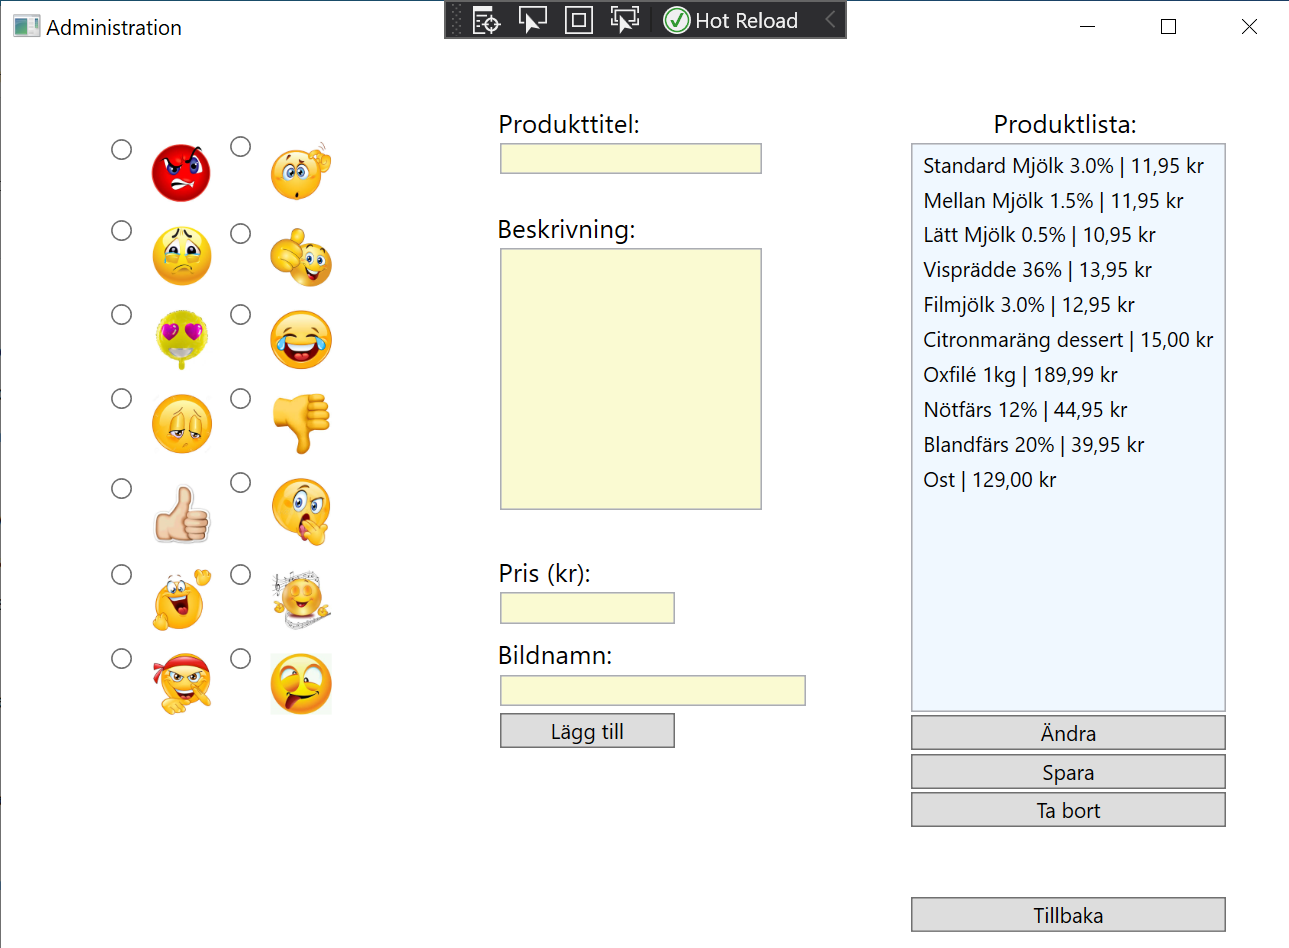 Administration
Hot Reload
Produkttitel:
Beskrivning:
Pris (kr):
Bildnamn:
Lägg till
Produktlista:
Standard Mjölk 3.0% | 11,95 kr
Mellan Mjölk 1.5% | 11,95 kr
Lätt Mjölk 0.5% | 10,95 kr
Visprädde 36% | 13,95 kr
Filmjölk 3.0% | 12,95 kr
Citronmaräng dessert | 15,00 kr
Oxfilé 1kg | 189,99 kr
Nötfärs 12% | 44,95 kr
Blandfärs 20% | 39,95 kr
Ost | 129,00 kr
Ändra
Spara
Ta bort
Tillbaka